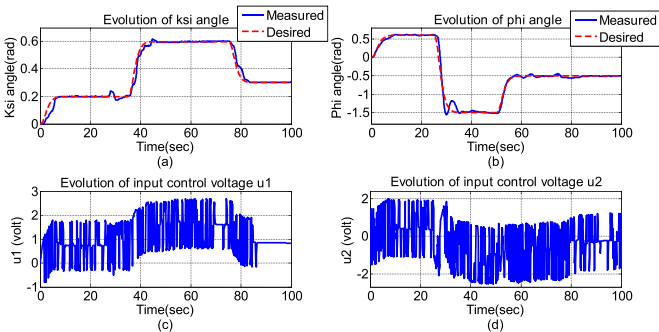 Evolution of ksi angle
Measured
Desired
Ksi angle(rad)
0.6
0.4
0.2
0
0 20 40 60 80 100
Time(sec)
(a)
Evolution of phi angle
Measured
Desired
Phi angle(rad)
0.5
-0.5
-0.5
-1.5
0 20 40 60 80 100
Time(sec)
(b)
Evolution of input control voltage u1
u1 (volt)
3
2
1
0
-1
0 20 40 60 80 100
Time(sec)
(c)
Evolution of input control voltage u2
u2 (volt)
2
0
-2
0 20 40 60 80 100
Time(sec)
(d)